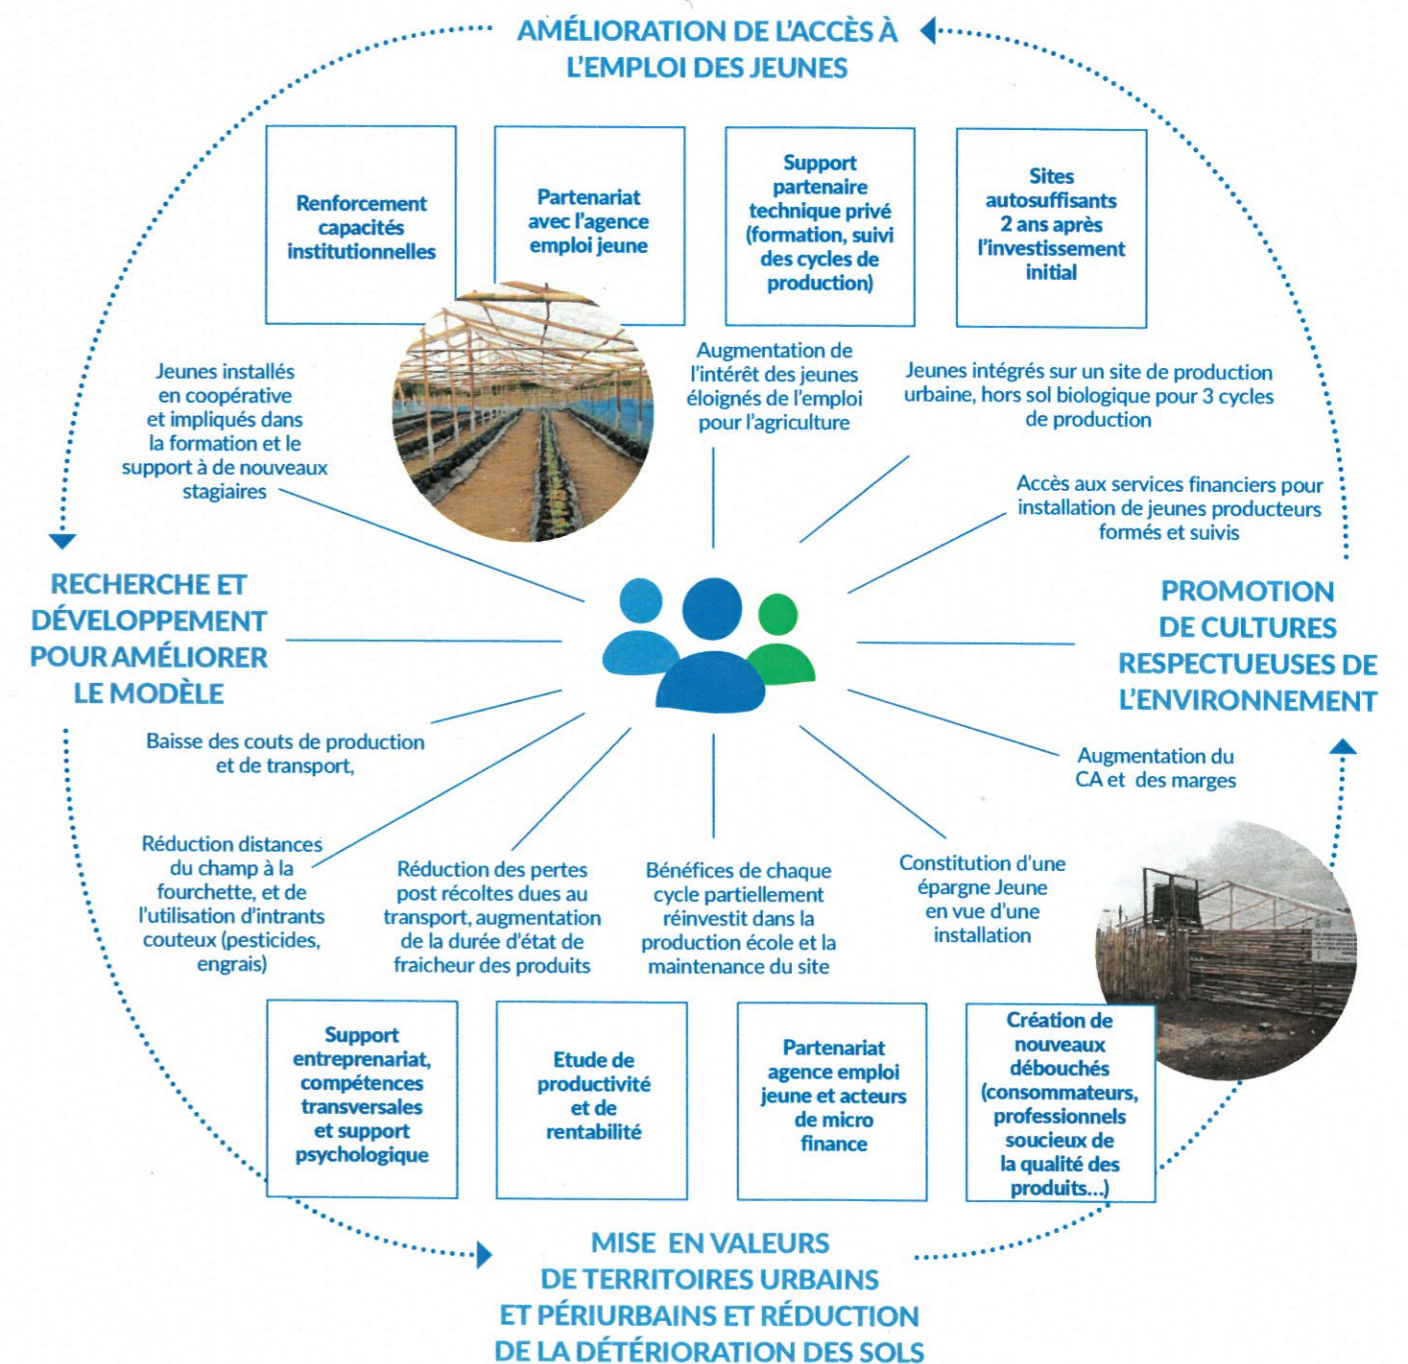 AMÉLIORATION DE L'ACCÈS À
L'EMPLOI DES JEUNES
Renforcement
capacités
institutionnelles
Partenariat
avec l'agence
emploi jeune
Support
partenaire
technique privé
(formation, suivi
des cycles de
production)
Sites
autosuffisants
2 ans après
l'investissement
initial
Jeunes installés
en coopérative
et impliqués dans
la formation et le
support à de nouveaux
stagiaires
Augmentation de
l'intérêt des jeunes
éloignés de l'emploi
pour l'agriculture
Jeunes intégrés sur un site de production
urbaine, hors sol biologique pour 3 cycles
de production
Accès aux services financiers pour
installation de jeunes producteurs
formés et suivis
RECHERCHE ET
DÉVELOPPEMENT
POUR AMÉLIORER
LE MODÈLE
PROMOTION
DE CULTURES
RESPECTUEUSES DE
L'ENVIRONNEMENT
Baisse des couts de production
et de transport,
Augmentation du
CA et des marges
Réduction distances
du champ à la
fourchette, et de
l'utilisation d'intrants
couteux (pesticides,
engrais)
Réduction des pertes
post récoltes dues au
transport, augmentation
de la durée d'état de
fraicheur des produits
Bénéfices de chaque
cycle partiellement
réinvestit dans la
production école et la
maintenance du site
Constitution d'une
épargne Jeune
en vue d'une
installation
Support
entreprenariat,
compétences
transversales
et support
psychologique
Etude de
productivité
et de
rentabilité
Partenariat
agence emploi
jeune et acteurs
de micro
finance
Création de
nouveaux
débouchés
(consommateurs,
professionnels
soucieux de
la qualité des
produits...)
MISE EN VALEURS
DE TERRITOIRES URBAINS
ET PÉRIURBAINS ET RÉDUCTION
DE LA DÉTÉRIORATION DES SOLS